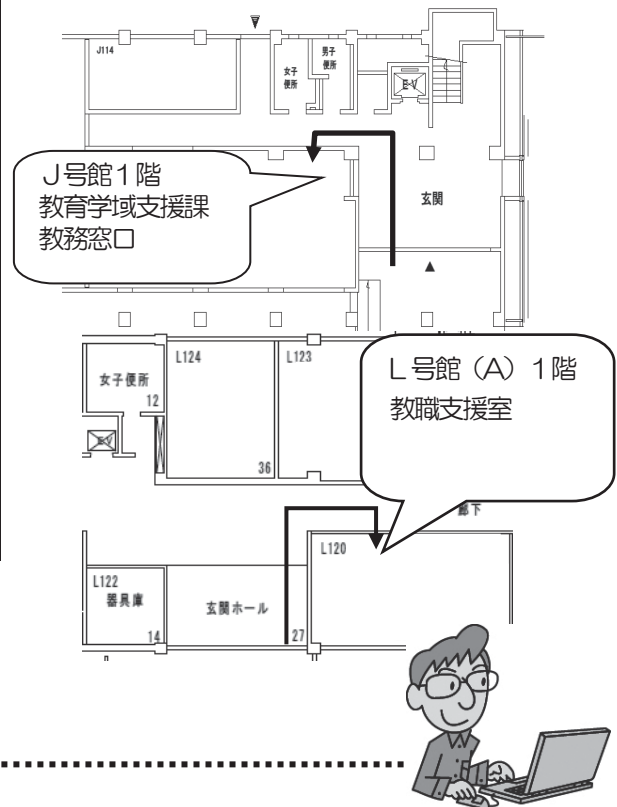 J114
女子
便所
男子
便所
EV
J号館1階
教育学域支援課
教務窓口
玄関
L124
L123
女子便所
12
EV
36
L号館（A）1階
教職支援室
廊下
L120
L122
器具庫
14
玄関ホール
27